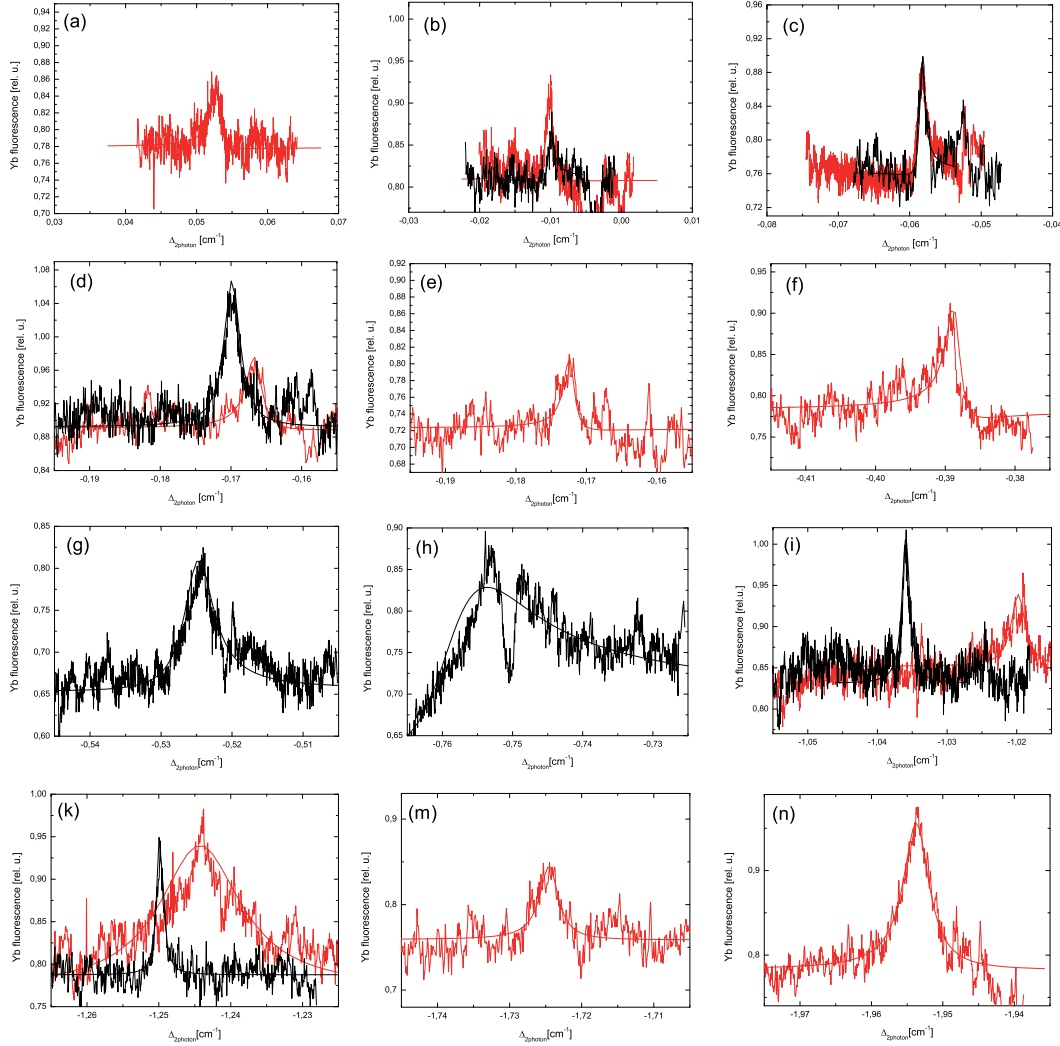 (a)
Yb fluorescence [rel. u.]
0,94
0,92
0,90
0,88
0,86
0,84
0,82
0,80
0,78
0,76
0,74
0,72
0,70
0,03 0,04 0,05 0,06 0,07
Δ2photon [cm-1]
(b)
Yb fluorescence [rel. u.]
1,00
0,95
0,90
0,85
0,80
-0,03 -0,02 -0,01 0,00 0,01
Δ2photon [cm-1]
(c)
Yb fluorescence [rel. u.]
0,96
0,92
0,88
0,84
0,80
0,76
0,72
-0,08 -0,07 -0,06 -0,05 -0,04
Δ2photon [cm-1]
(d)
Yb fluorescence [rel. u.]
1,08
1,04
1,00
0,96
0,92
0,88
0,84
-0,19 -0,18 -0,17 -0,16
Δ2photon[cm-1]
(e)
Yb fluorescence [rel. u.]
0,92
0,90
0,88
0,86
0,84
0,82
0,80
0,78
0,76
0,74
0,72
0,70
0,68
-0,19 -0,18 -0,17 -0,16
Δ2photon[cm-1]
(f)
Yb fluorescence [rel. u.]
0,95
0,90
0,85
0,80
0,75
-0,41 -0,40 -0,39 -0,38
Δ2photon[cm-1]
(g)
Yb fluorescence [rel. u.]
0,85
0,80
0,75
0,70
0,65
0,60
-0,54 -0,53 -0,52 -0,51
Δ2photon[cm-1]
(h)
Yb fluorescence [rel. u.]
0,90
0,85
0,80
0,75
0,70
0,65
-0,76 -0,75 -0,74 -0,73
Δ2photon[cm-1]
(i)
Yb fluorescence [rel. u.]
1,00
0,95
0,90
0,85
0,80
-1,05 -1,04 -1,03 -1,02
Δ2photon[cm-1]
(k)
Yb fluorescence [rel. u.]
1,00
0,95
0,90
0,85
0,80
0,75
-1,26 -1,25 -1,24 -1,23
Δ2photon [cm-1]
(m)
Yb fluorescence [rel. u.]
0,9
0,8
0,7
-1,74 -1,73 -1,72 -1,71
Δ2photon [cm-1]
(n)
Yb fluorescence [rel. u.]
0,9
0,8
-1,97 -1,96 -1,95 -1,94
Δ2photon [cm-1]